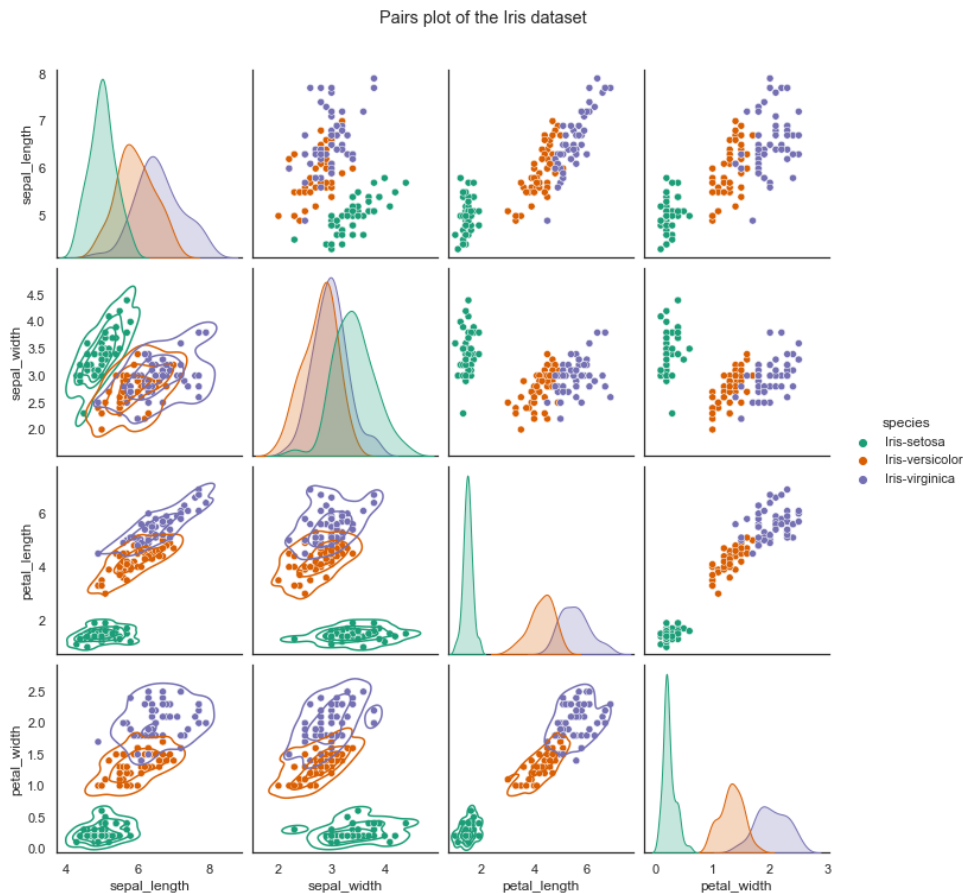 Pairs plot of the Iris dataset
8
7
6
5
sepal_length
4.5
4.0
3.5
3.0
2.5
2.0
sepal_width
species
Iris-setosa
Iris-versicolor
Iris-virginica
6
4
2
petal_length
2.5
2.0
1.5
1.0
0.5
0.0
petal_width
4 6 8
2 3 4
2 4 6
0 1 2 3
sepal_length sepal_width petal_length petal_width